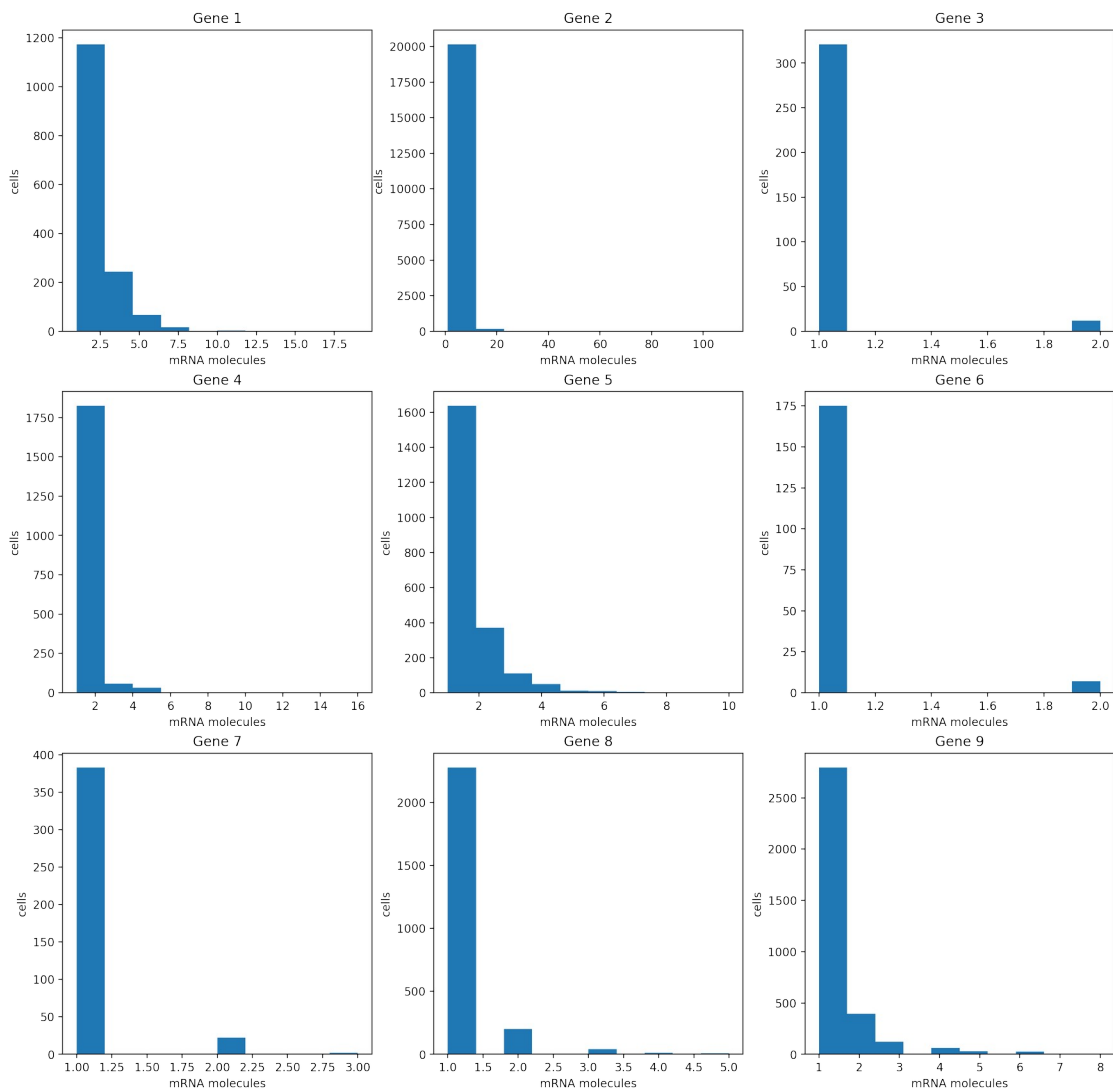 Gene 1
1200
1000
800
600
400
200
0
cells
2.5 5.0 7.5 10.0 12.5 15.0 17.5
mRNA molecules
Gene 2
20000
17500
15000
12500
10000
7500
5000
2500
0
cells
0 20 40 60 80 100
mRNA molecules
Gene 3
300
250
200
150
100
50
0
cells
1.0 1.2 1.4 1.6 1.8 2.0
mRNA molecules
Gene 4
1750
1500
1250
1000
750
500
250
0
cells
2 4 6 8 10 12 14 16
mRNA molecules
Gene 5
1600
1400
1200
1000
800
600
400
200
0
cells
2 4 6 8 10
mRNA molecules
Gene 6
175
150
125
100
75
50
25
0
cells
1.0 1.2 1.4 1.6 1.8 2.0
mRNA molecules
Gene 7
400
350
300
250
200
150
100
50
0
cells
1.00 1.25 1.50 1.75 2.00 2.25 2.50 2.75 3.00
mRNA molecules
Gene 8
2000
1500
1000
500
0
cells
1.0 1.5 2.0 2.5 3.0 3.5 4.0 4.5 5.0
mRNA molecules
Gene 9
2500
2000
1500
1000
500
0
cells
1 2 3 4 5 6 7 8
mRNA molecules